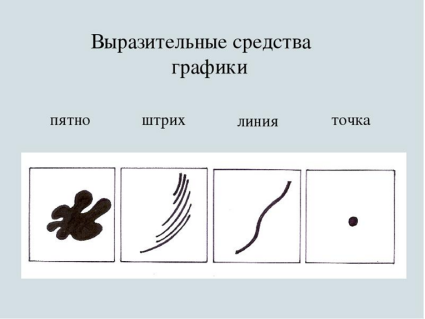 Выразительные средства
графики
пятно штрих линия точка